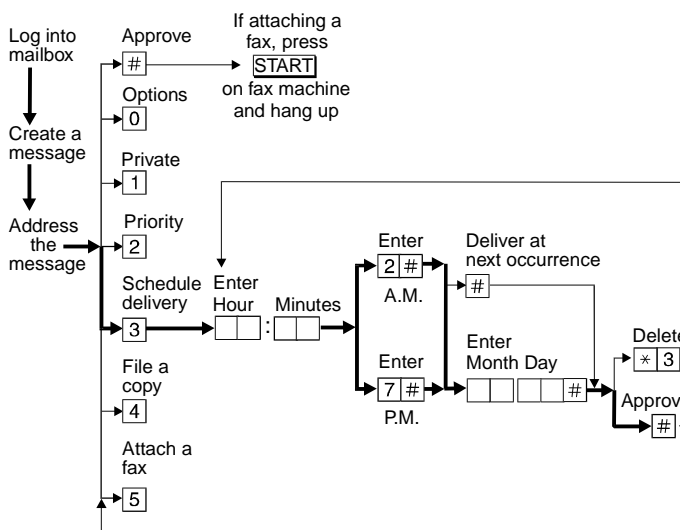 Log into
mailbox
Create a
message
Address
the
message
Approve
#
If attaching a
fax, press
START
on fax machine
and hang up
Options
0
Private
1
Priority
2
Schedule
delivery
3
Enter
Hour
:
Minutes
Enter
2 #
A.M.
Enter
7 #
P.M.
Deliver at
next occurrence
#
Enter
Month Day
#
Delete
* 3
Approv
#
File a
copy
4
Attach a
fax
5